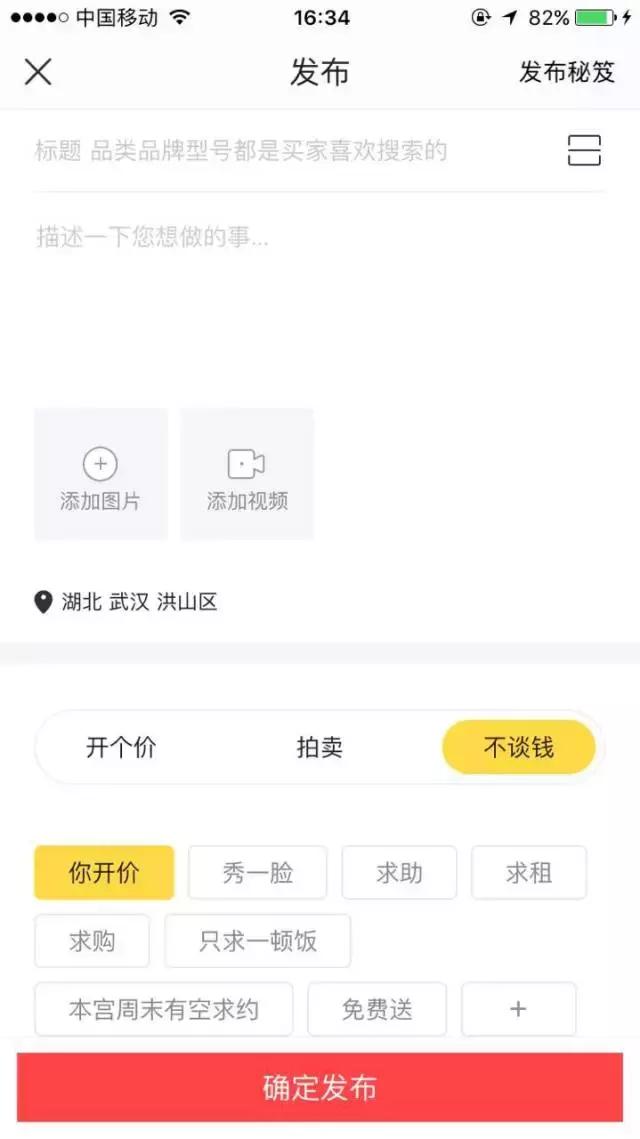 中国移动 16:34 82%
发布 发布秘笈
标题 品类品牌型号都是买家喜欢搜索的
描述一下您想做的事...
添加图片 添加视频
湖北 武汉 洪山区
开个价 拍卖 不谈钱
你开价 秀一脸 求助 求租
求购 只求一顿饭
本宫周末有空求约 免费送 +
确定发布